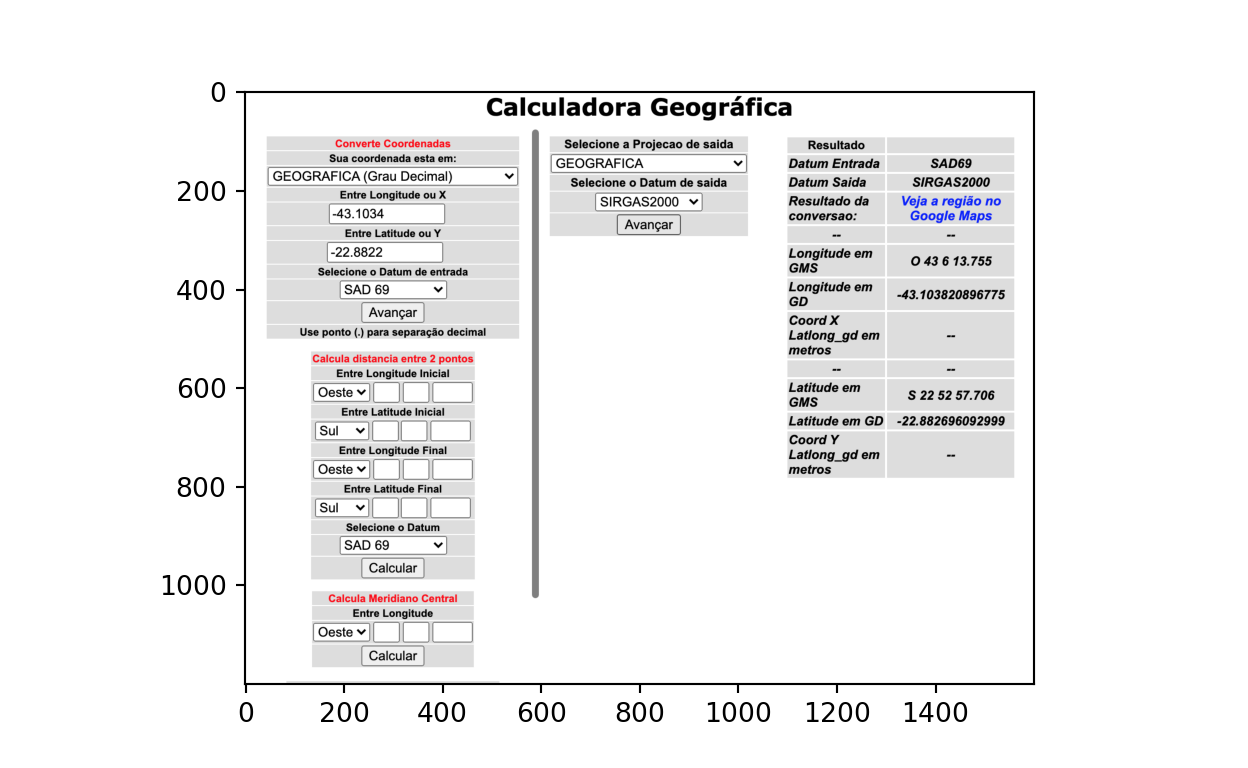 Calculadora Geográfica
Converte Coordenadas
Sua coordenada esta em:
GEOGRAFICA (Grau Decimal)
Entre Longitude ou X
-43.1034
Entre Latitude ou Y
-22.8822
Selecione o Datum de entrada
SAD 69
Avançar
Use ponto (.) para separação decimal
Calcula distancia entre 2 pontos
Entre Longitude Inicial
Oeste
Entre Latitude Inicial
Sul
Entre Longitude Final
Oeste
Entre Latitude Final
Sul
Selecione o Datum
SAD 69
Calcular
Calcula Meridiano Central
Entre Longitude
Oeste
Calcular
Selecione a Projecao de saida
GEOGRAFICA
Selecione o Datum de saida
SIRGAS2000
Avançar
Resultado
Datum Entrada SAD69
Datum Saida SIRGAS2000
Resultado da conversao: Veja a região no Google Maps
-- --
Longitude em GMS O 43 6 13.755
Longitude em GD -43.103820896775
Coord X Latlong_gd em metros --
-- --
Latitude em GMS S 22 52 57.706
Latitude em GD -22.882696092999
Coord Y Latlong_gd em metros --
0
200
400
600
800
1000
0 200 400 600 800 1000 1200 1400